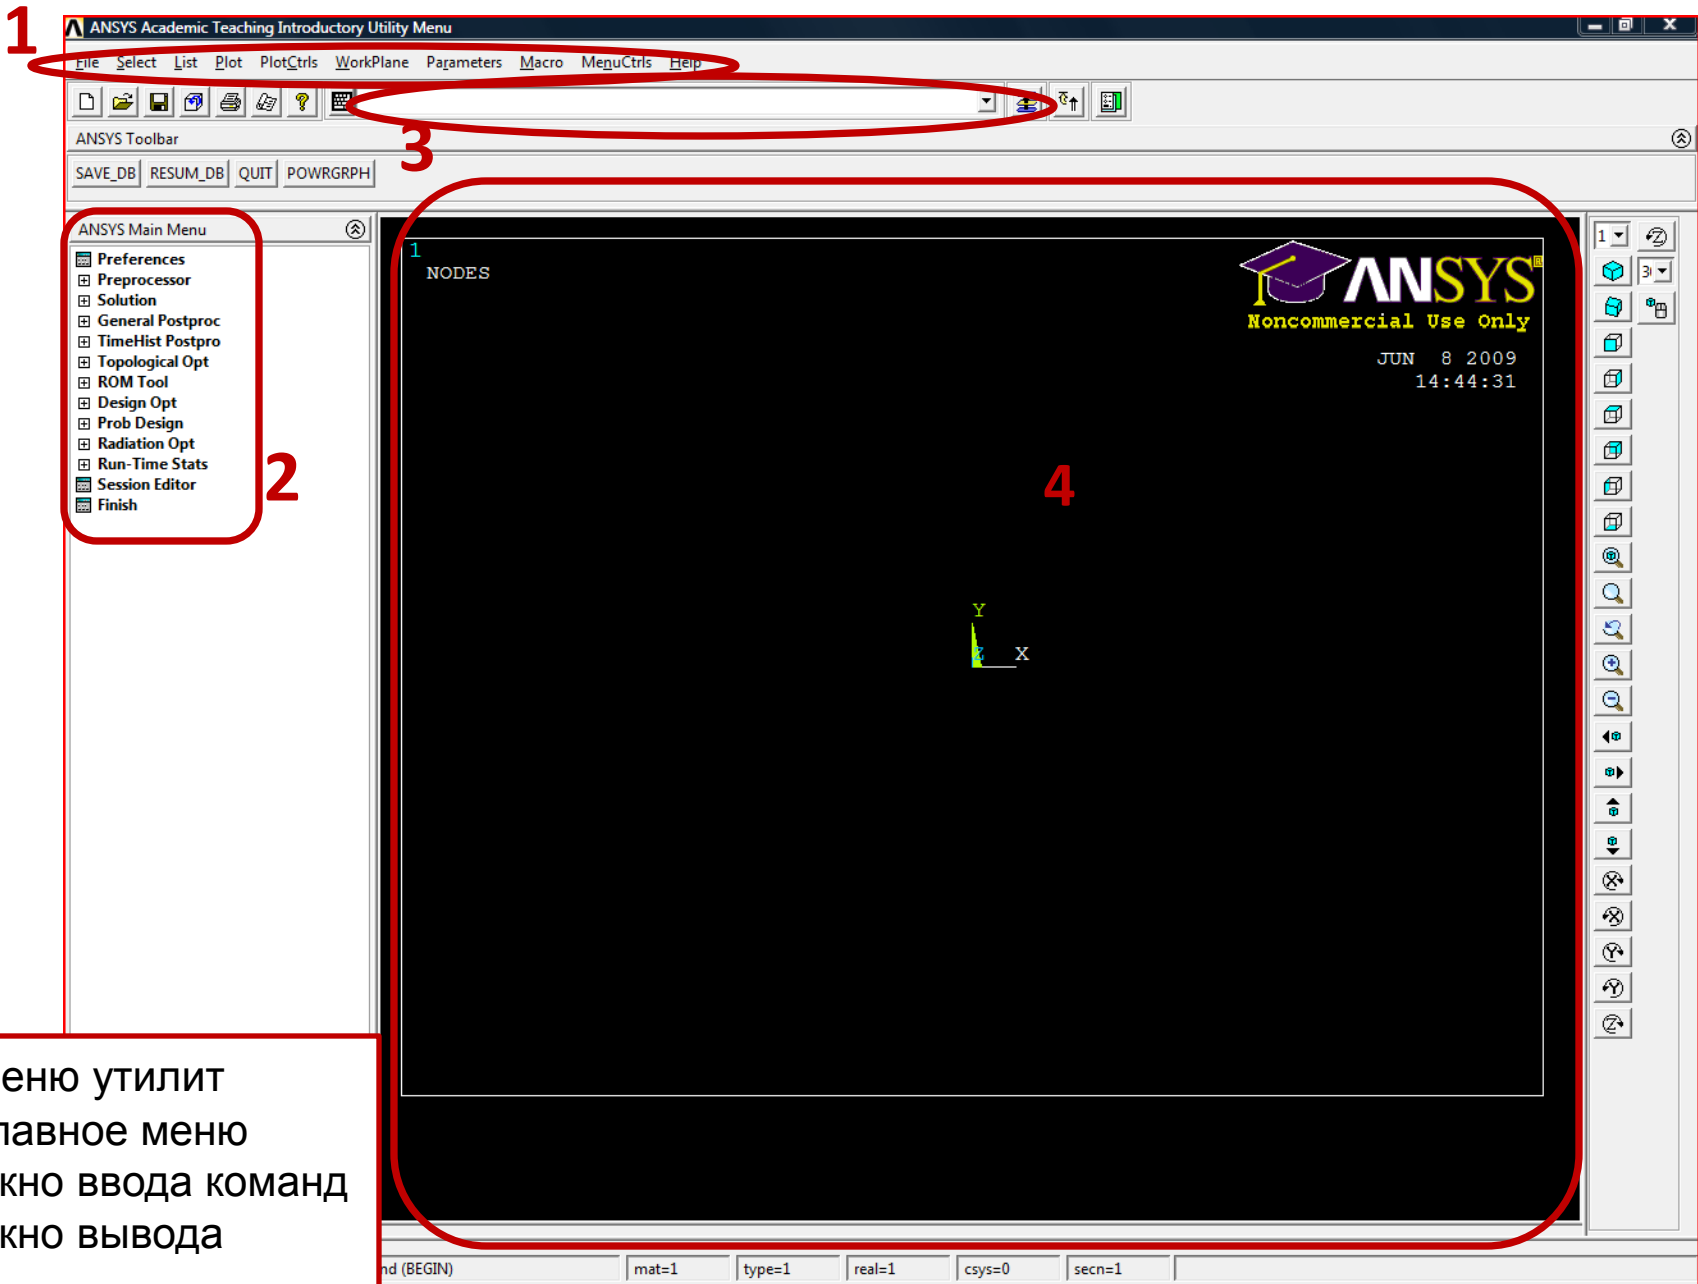 1
ANSYS Academic Teaching Introductory Utility Menu
File Select List Plot PlotCtrls WorkPlane Parameters Macro MenuCtrls Help
3
ANSYS Toolbar
SAVE_DB RESUM_DB QUIT POWRGRPH
ANSYS Main Menu
Preferences
Preprocessor
Solution
General Postproc
TimeHist Postpro
Topological Opt
ROM Tool
Design Opt
Prob Design
Radiation Opt
Run-Time Stats
Session Editor
Finish
2
1
NODES
ANSYS
Noncommercial Use Only
JUN 8 2009
14:44:31
4
Y
Z X
1
еню утилит
лавное меню
кно ввода команд
кно вывода
nd (BEGIN) mat=1 type=1 real=1 csys=0 secn=1